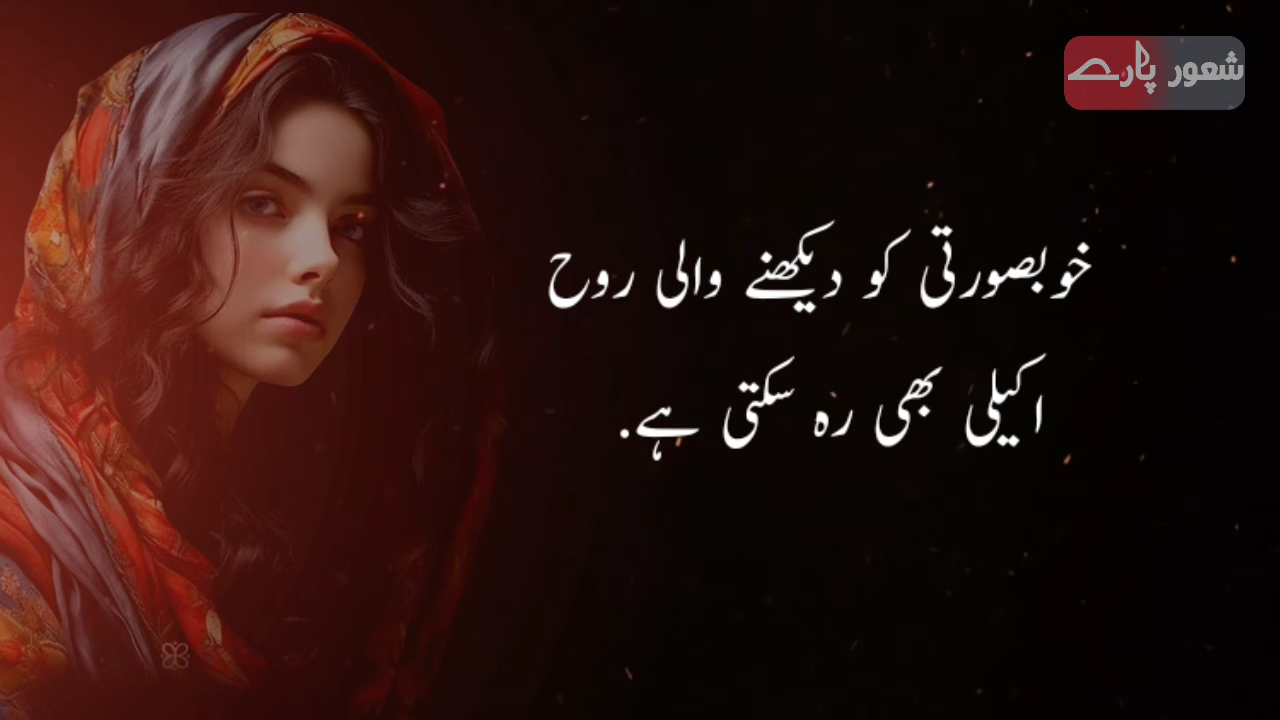 شعور پارے
خوبصورتی کو دیکھنے والی روح
اکیلی بھی رہ سکتی ہے.